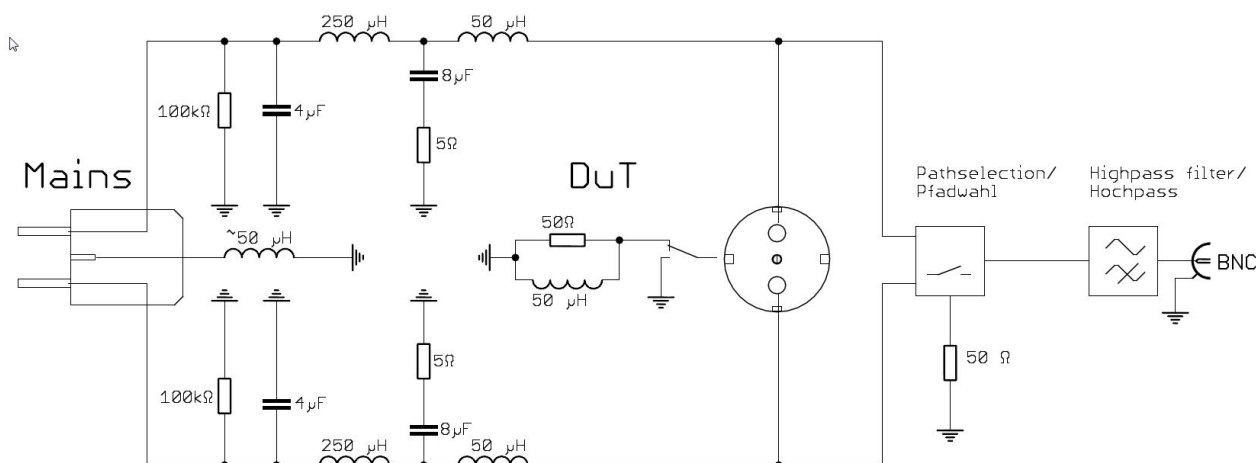 250 µH
50 µH
8µF
100kΩ
4µF
5Ω
Mains
DuT
Pathselection/
Pfadwahl
Highpass filter/
Hochpass
~50 µH
50Ω
50 µH
BNC
5Ω
50 Ω
100kΩ
4µF
8µF
250 µH
50 µH